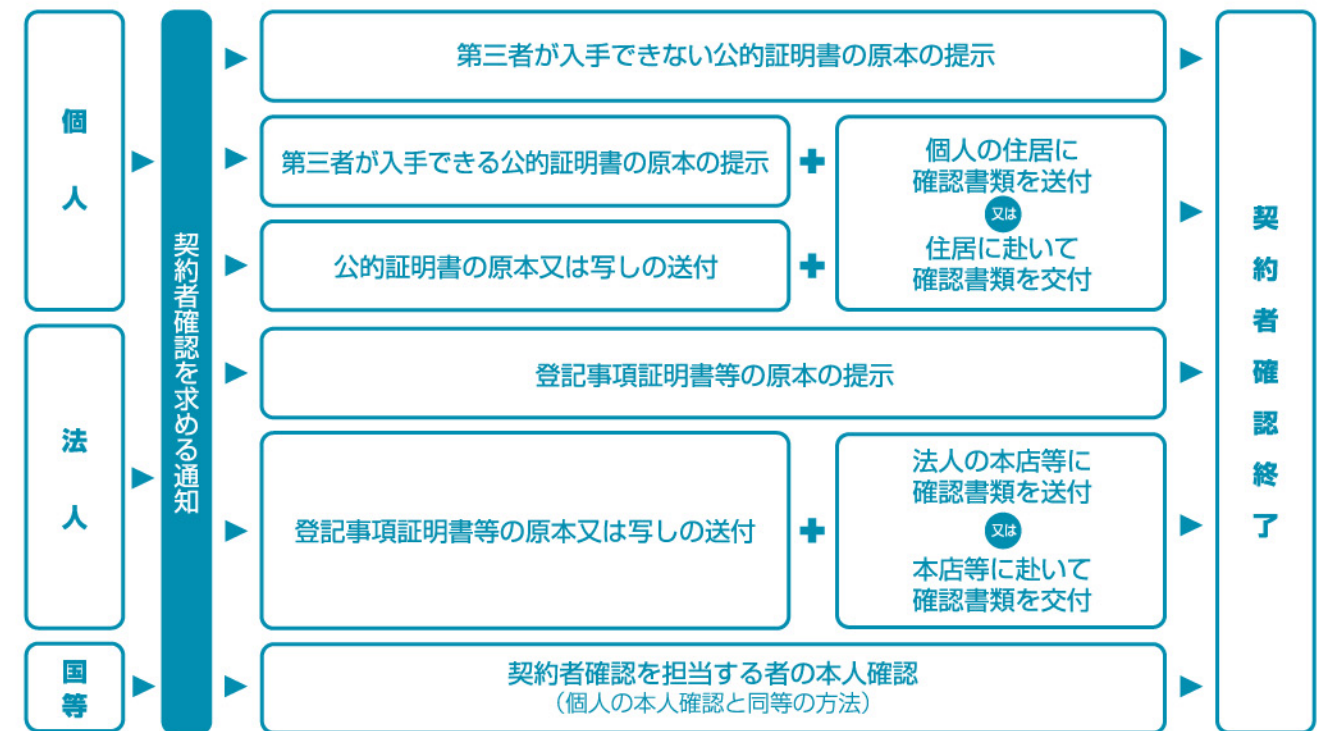 個人
契約者確認を求める通知
第三者が入手できない公的証明書の原本の提示
第三者が入手できる公的証明書の原本の提示
公的証明書の原本又は写しの送付
個人の住居に
確認書類を送付
又は
住居に赴いて
確認書類を交付
法人
登記事項証明書等の原本の提示
登記事項証明書等の原本又は写しの送付
法人の本店等に
確認書類を送付
又は
本店等に赴いて
確認書類を交付
国等
契約者確認を担当する者の本人確認
（個人の本人確認と同等の方法）
契約者確認終了